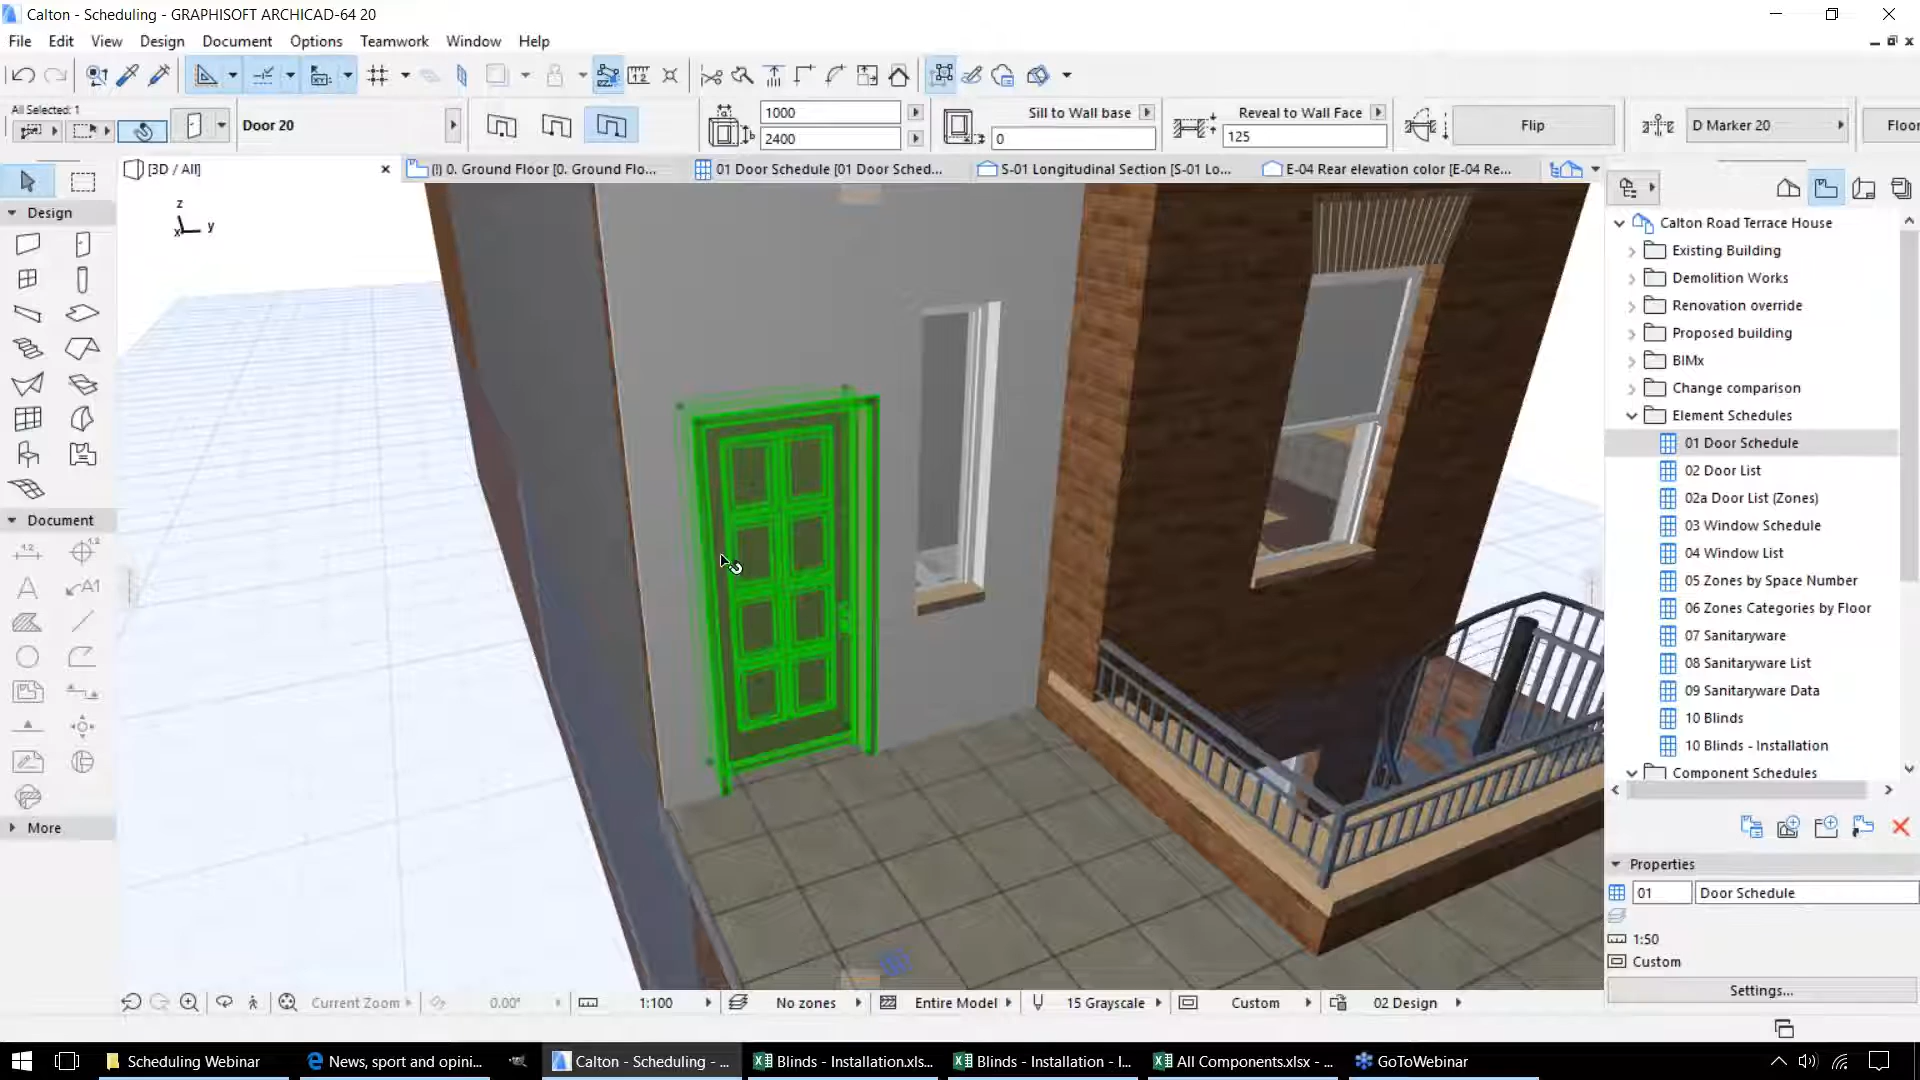 Calton - Scheduling - GRAPHISOFT ARCHICAD-64 20
File Edit View Design Document Options Teamwork Window Help
All Selected: 1
Door 20
1000
2400
Sill to Wall base
0
Reveal to Wall Face
125
Flip
D Marker 20
Floor
[3D / All]
(!) 0. Ground Floor [0. Ground Flo...
01 Door Schedule [01 Door Sched...
S-01 Longitudinal Section [S-01 Lo...
E-04 Rear elevation color [E-04 Re...
Design
Document
More
z
x y
Calton Road Terrace House
Existing Building
Demolition Works
Renovation override
Proposed building
BIMx
Change comparison
Element Schedules
01 Door Schedule
02 Door List
02a Door List (Zones)
03 Window Schedule
04 Window List
05 Zones by Space Number
06 Zones Categories by Floor
07 Sanitaryware
08 Sanitaryware List
09 Sanitaryware Data
10 Blinds
10 Blinds - Installation
Component Schedules
Properties
01 Door Schedule
1:50
Custom
Settings...
Current Zoom 0.00° 1:100 No zones Entire Model 15 Grayscale Custom 02 Design
Scheduling Webinar News, sport and opini... Calton - Scheduling - ... Blinds - Installation.xls... Blinds - Installation - I... All Components.xlsx - ... GoToWebinar